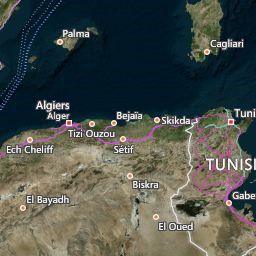 Palma
Cagliari
Algiers
Alger
Bejaïa
Skikda
Tuni
Tizi Ouzou
Ech Cheliff
Sétif
TUNISI
Biskra
El Bayadh
Gabe
El Oued